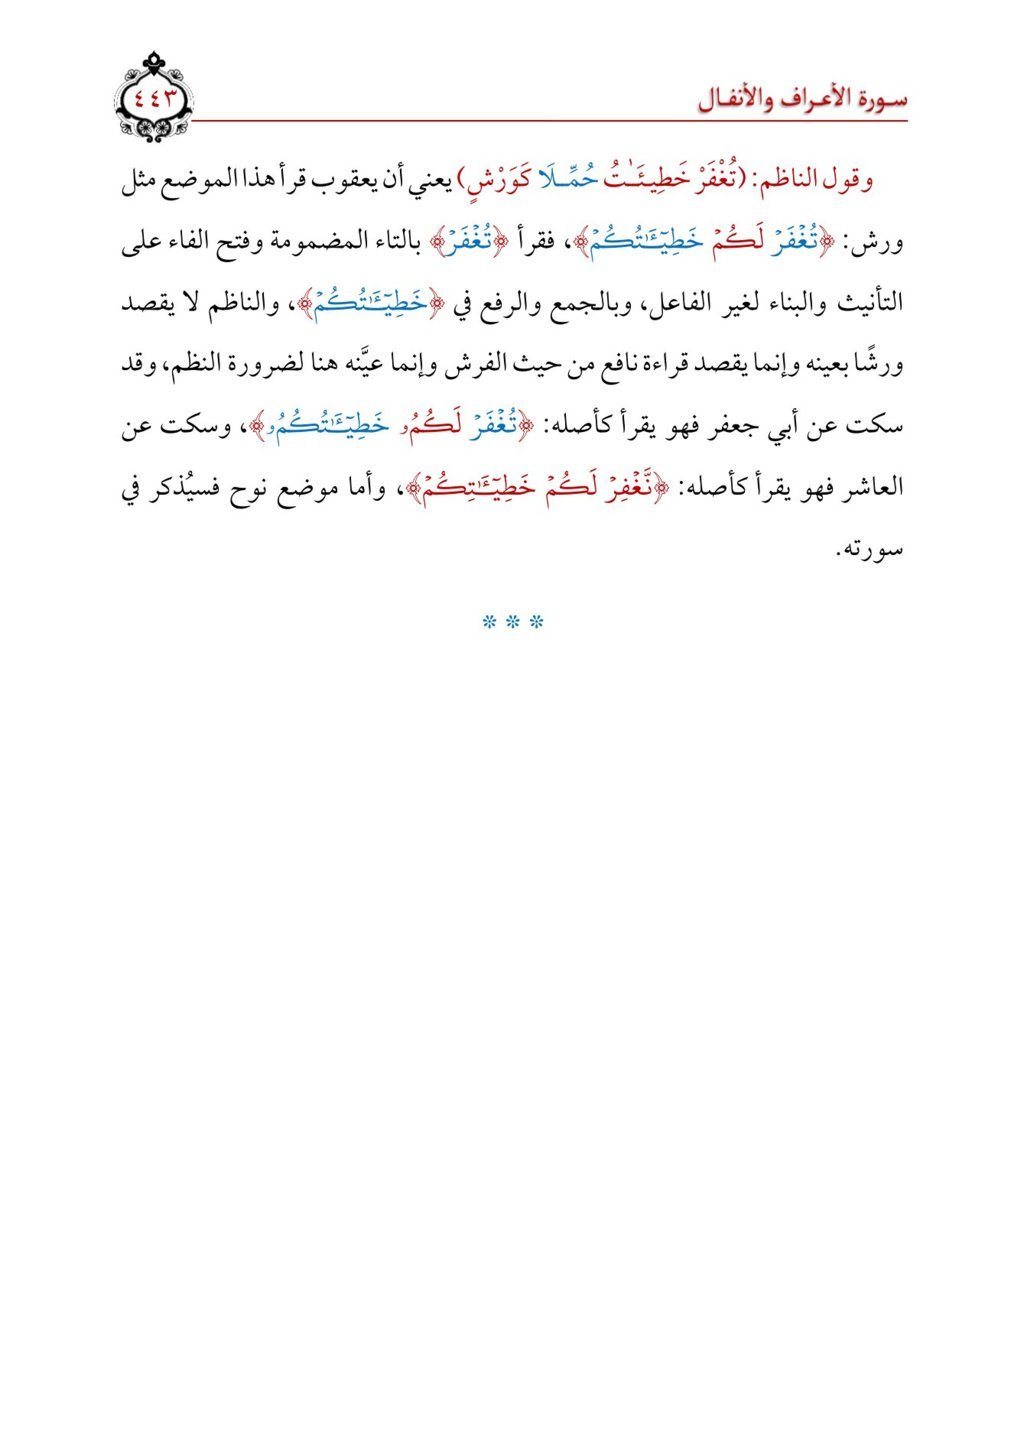 سورة الأعراف والأنفال
٤٤٣
وقول الناظم: (تُغْفَرْ خَطِيـَٔـٰتُ حُمِّـلَا كَوَرْشٍ) يعني أن يعقوب قرأ هذا الموضع مثل
ورش: ﴿تُغْفَرْ لَكُمْ خَطِيٓـَٰٔتُكُمْ﴾، فقرأ ﴿تُغْفَرْ﴾ بالتاء المضمومة وفتح الفاء على
التأنيث والبناء لغير الفاعل، وبالجمع والرفع في ﴿خَطِيٓـَٰٔتُكُمْ﴾، والناظم لا يقصد
ورشًا بعينه وإنما يقصد قراءة نافع من حيث الفرش وإنما عيَّنه هنا لضرورة النظم، وقد
سكت عن أبي جعفر فهو يقرأ كأصله: ﴿تُغْفَرْ لَكُمُۥ خَطِيٓـَٰٔتُكُمُۥ﴾، وسكت عن
العاشر فهو يقرأ كأصله: ﴿نَّغْفِرْ لَكُمْ خَطِيٓـَٰٔتِكُمْ﴾، وأما موضع نوح فسيُذكر في
سورته.
* * *